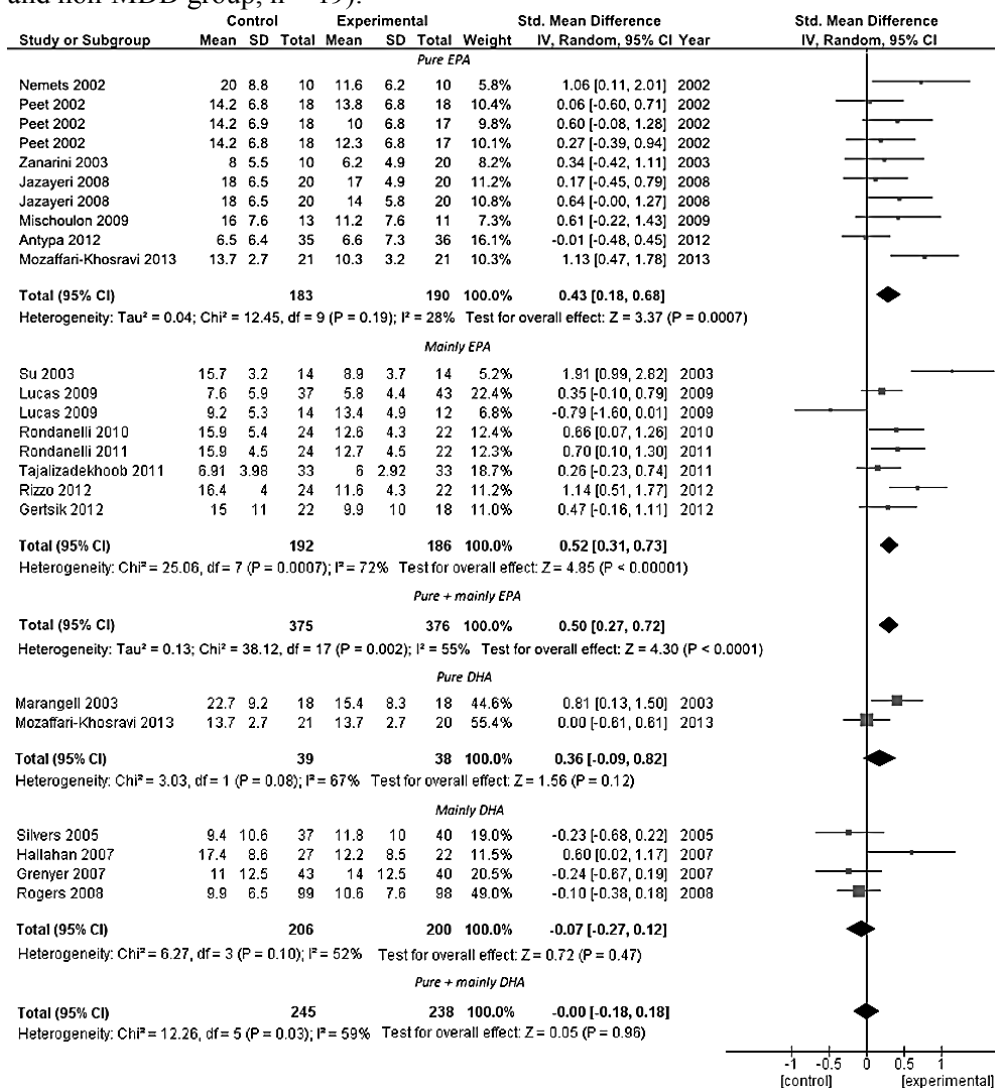 and non-MDD group, n = 19).
Control Experimental Std. Mean Difference Std. Mean Difference
Study or Subgroup Mean SD Total Mean SD Total Weight IV, Random, 95% CI Year IV, Random, 95% CI
Pure EPA
Nemets 2002 20 8.8 10 11.6 6.2 10 5.8% 1.06 [0.11, 2.01] 2002
Peet 2002 14.2 6.8 18 13.8 6.8 18 10.4% 0.06 [-0.60, 0.71] 2002
Peet 2002 14.2 6.9 18 10 6.8 17 9.8% 0.60 [-0.08, 1.28] 2002
Peet 2002 14.2 6.8 18 12.3 6.8 17 10.1% 0.27 [-0.39, 0.94] 2002
Zanarini 2003 8 5.5 10 6.2 4.9 20 8.2% 0.34 [-0.42, 1.11] 2003
Jazayeri 2008 18 6.5 20 17 4.9 20 11.2% 0.17 [-0.45, 0.79] 2008
Jazayeri 2008 18 6.5 20 14 5.8 20 10.8% 0.64 [-0.00, 1.27] 2008
Mischoulon 2009 16 7.6 13 11.2 7.6 11 7.3% 0.61 [-0.22, 1.43] 2009
Antypa 2012 6.5 6.4 35 6.6 7.3 36 16.1% -0.01 [-0.48, 0.45] 2012
Mozaffari-Khosravi 2013 13.7 2.7 21 10.3 3.2 21 10.3% 1.13 [0.47, 1.78] 2013
Total (95% CI) 183 190 100.0% 0.43 [0.18, 0.68]
Heterogeneity: Tau² = 0.04; Chi² = 12.45, df = 9 (P = 0.19); I² = 28% Test for overall effect: Z = 3.37 (P = 0.0007)
Mainly EPA
Su 2003 15.7 3.2 14 8.9 3.7 14 5.2% 1.91 [0.99, 2.82] 2003
Lucas 2009 7.6 5.9 37 5.8 4.4 43 22.4% 0.35 [-0.10, 0.79] 2009
Lucas 2009 9.2 5.3 14 13.4 4.9 12 6.8% -0.79 [-1.60, 0.01] 2009
Rondanelli 2010 15.9 5.4 24 12.6 4.3 22 12.4% 0.66 [0.07, 1.26] 2010
Rondanelli 2011 15.9 4.5 24 12.7 4.5 22 12.3% 0.70 [0.10, 1.30] 2011
Tajalizadekhoob 2011 6.91 3.98 33 6 2.92 33 18.7% 0.26 [-0.23, 0.74] 2011
Rizzo 2012 16.4 4 24 11.6 4.3 22 11.2% 1.14 [0.51, 1.77] 2012
Gertsik 2012 15 11 22 9.9 10 18 11.0% 0.47 [-0.16, 1.11] 2012
Total (95% CI) 192 186 100.0% 0.52 [0.31, 0.73]
Heterogeneity: Chi² = 25.06, df = 7 (P = 0.0007); I² = 72% Test for overall effect: Z = 4.85 (P < 0.00001)
Pure + mainly EPA
Total (95% CI) 375 376 100.0% 0.50 [0.27, 0.72]
Heterogeneity: Tau² = 0.13; Chi² = 38.12, df = 17 (P = 0.002); I² = 55% Test for overall effect: Z = 4.30 (P < 0.0001)
Pure DHA
Marangell 2003 22.7 9.2 18 15.4 8.3 18 44.6% 0.81 [0.13, 1.50] 2003
Mozaffari-Khosravi 2013 13.7 2.7 21 13.7 2.7 20 55.4% 0.00 [-0.61, 0.61] 2013
Total (95% CI) 39 38 100.0% 0.36 [-0.09, 0.82]
Heterogeneity: Chi² = 3.03, df = 1 (P = 0.08); I² = 67% Test for overall effect: Z = 1.56 (P = 0.12)
Mainly DHA
Silvers 2005 9.4 10.6 37 11.8 10 40 19.0% -0.23 [-0.68, 0.22] 2005
Hallahan 2007 17.4 8.6 27 12.2 8.5 22 11.5% 0.60 [0.02, 1.17] 2007
Grenyer 2007 11 12.5 43 14 12.5 40 20.5% -0.24 [-0.67, 0.19] 2007
Rogers 2008 9.9 6.5 99 10.6 7.6 98 49.0% -0.10 [-0.38, 0.18] 2008
Total (95% CI) 206 200 100.0% -0.07 [-0.27, 0.12]
Heterogeneity: Chi² = 6.27, df = 3 (P = 0.10); I² = 52% Test for overall effect: Z = 0.72 (P = 0.47)
Pure + mainly DHA
Total (95% CI) 245 238 100.0% -0.00 [-0.18, 0.18]
Heterogeneity: Chi² = 12.26, df = 5 (P = 0.03); I² = 59% Test for overall effect: Z = 0.05 (P = 0.96)
-1 -0.5 0 0.5 1
[control] [experimental]